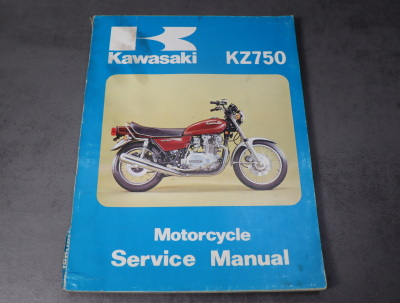 Kawasaki KZ750
Motorcycle
Service Manual